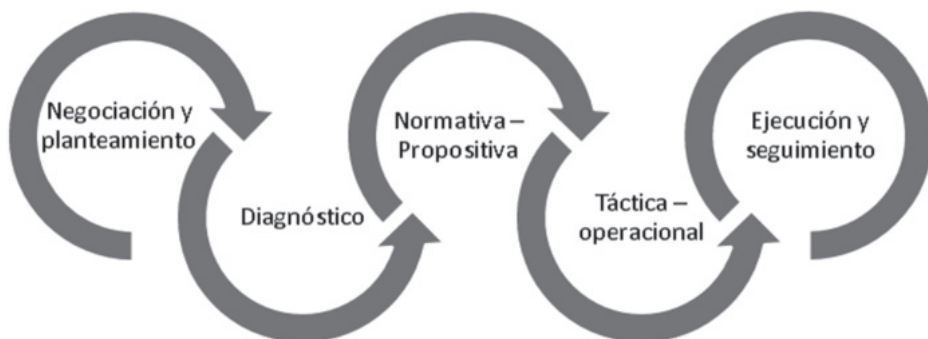 Negociación y
planteamiento
Diagnóstico
Normativa –
Propositiva
Táctica –
operacional
Ejecución y
seguimiento